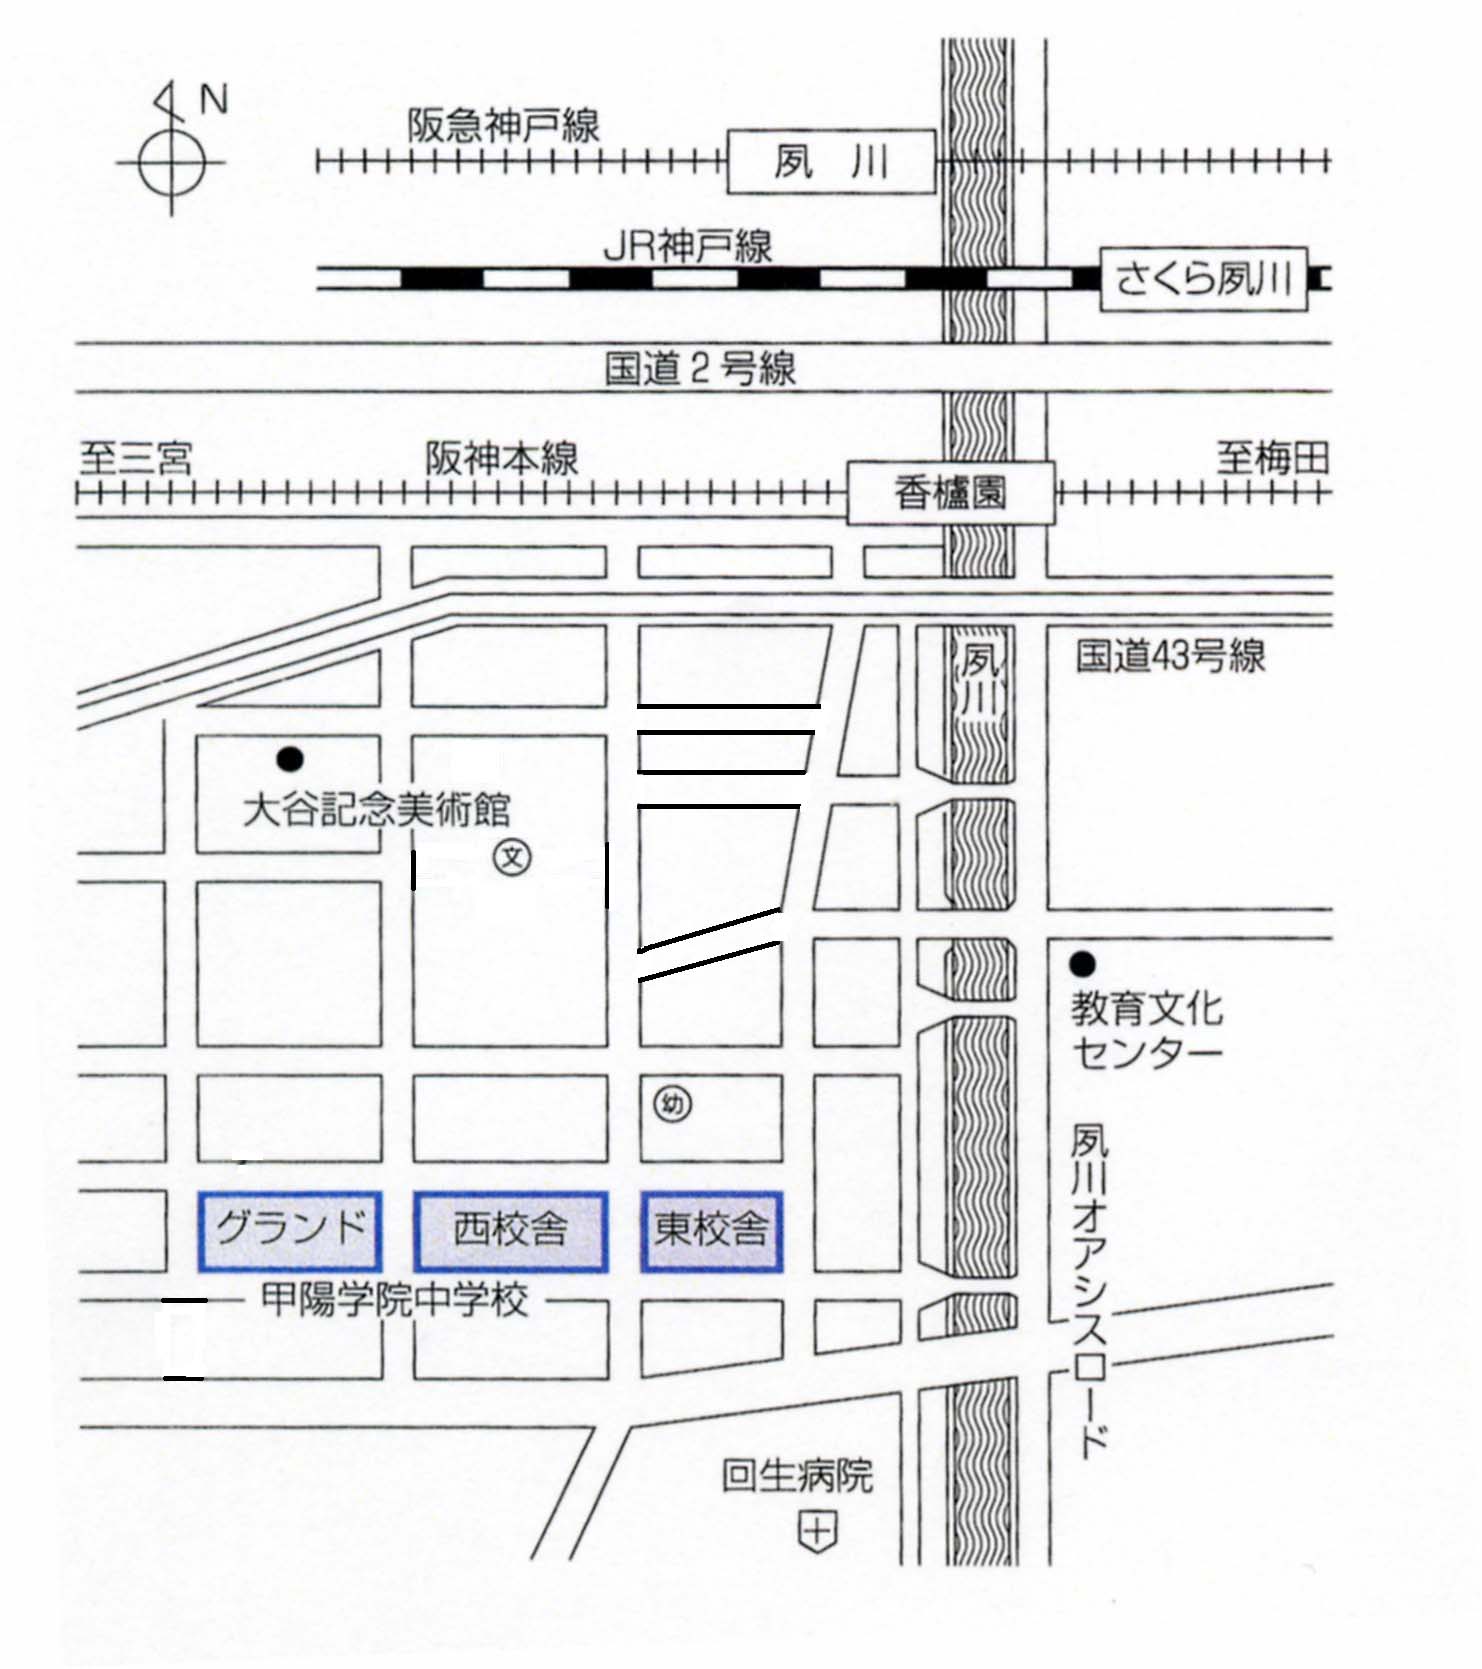 N
阪急神戸線
夙 川
JR神戸線
さくら夙川
国道2号線
至三宮
阪神本線
至梅田
香櫨園
夙川
国道43号線
大谷記念美術館
文
教育文化
センター
幼
夙川オアシスロード
グランド
西校舎
東校舎
甲陽学院中学校
回生病院